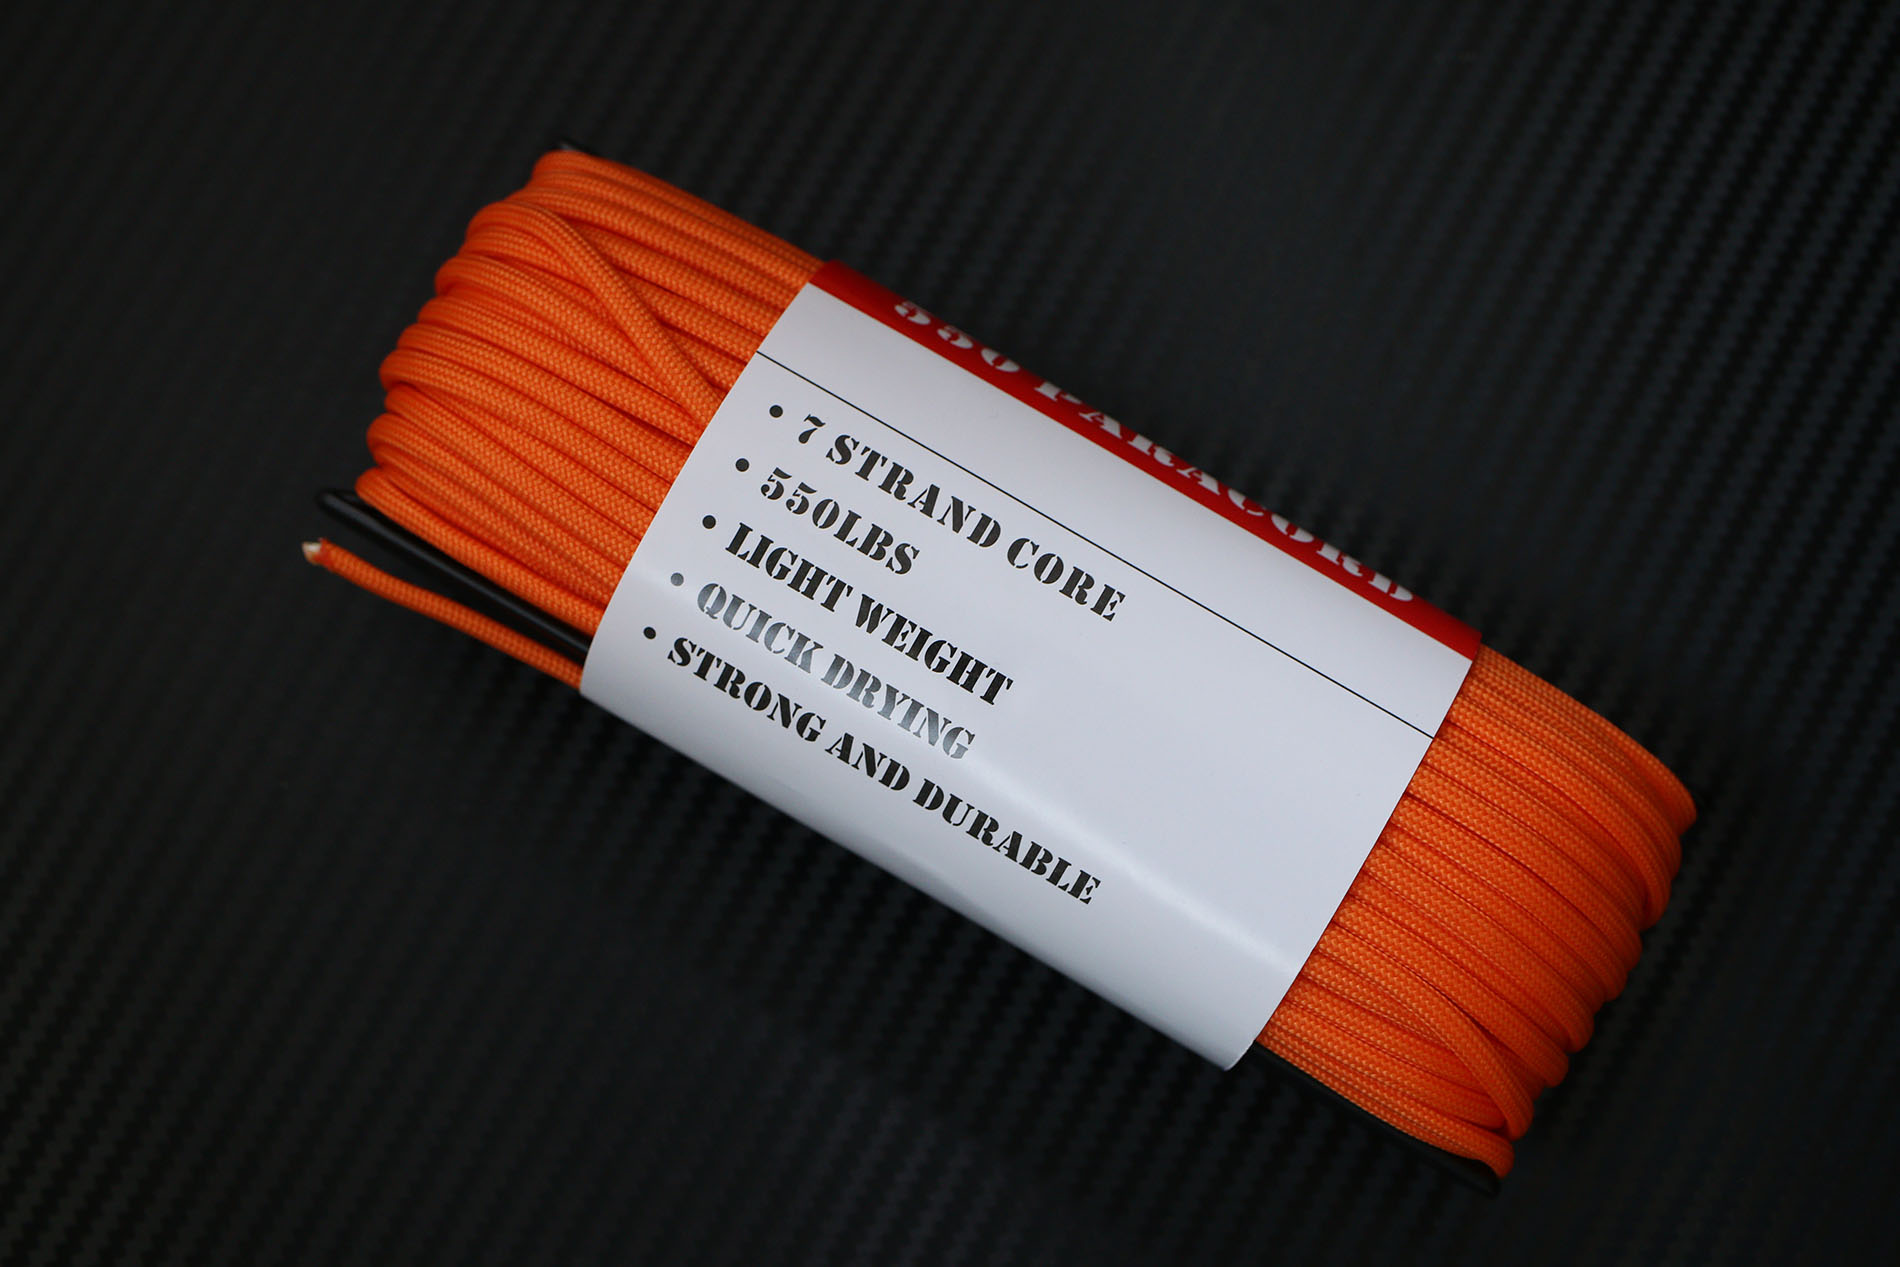 550 PARACORD
• 7 STRAND CORE
• 550LBS
• LIGHT WEIGHT
• QUICK DRYING
• STRONG AND DURABLE